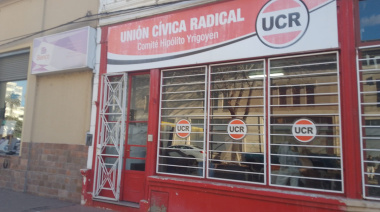 UNIÓN CÍVICA RADICAL
Comité Hipólito Yrigoyen
UCR
UCR
UCR
UCR